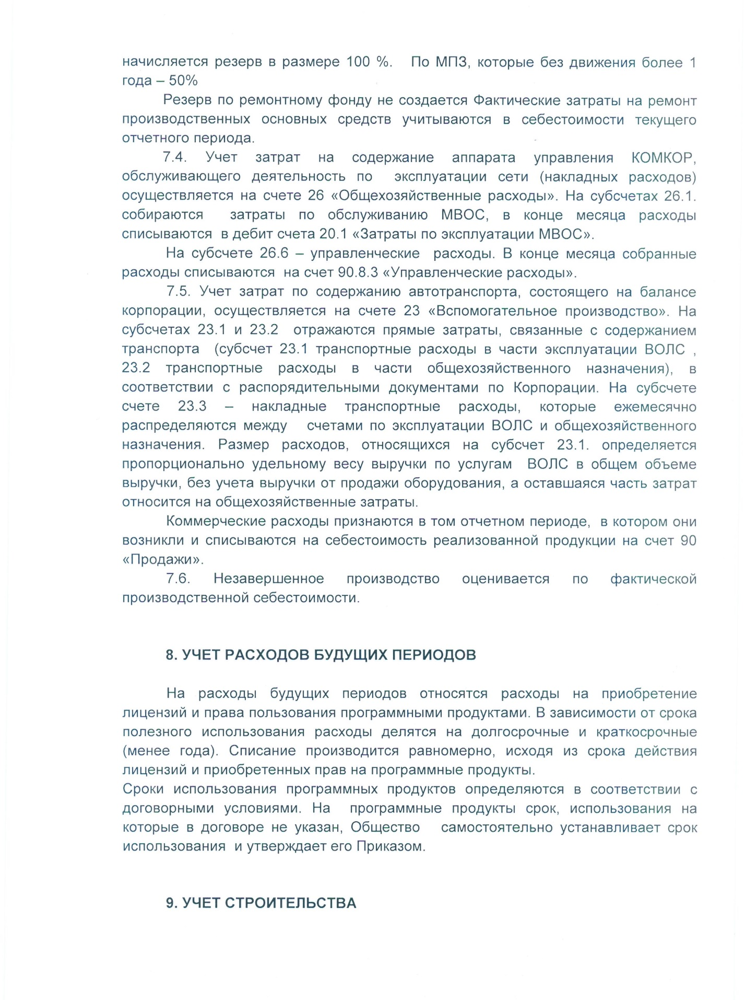 начисляется резерв в размере 100 %. По МПЗ, которые без движения более 1
года – 50%
Резерв по ремонтному фонду не создается Фактические затраты на ремонт
производственных основных средств учитываются в себестоимости текущего
отчетного периода.
7.4. Учет затрат на содержание аппарата управления КОМКОР,
обслуживающего деятельность по эксплуатации сети (накладных расходов)
осуществляется на счете 26 «Общехозяйственные расходы». На субсчетах 26.1.
собираются затраты по обслуживанию МВОС, в конце месяца расходы
списываются в дебит счета 20.1 «Затраты по эксплуатации МВОС».
На субсчете 26.6 – управленческие расходы. В конце месяца собранные
расходы списываются на счет 90.8.3 «Управленческие расходы».
7.5. Учет затрат по содержанию автотранспорта, состоящего на балансе
корпорации, осуществляется на счете 23 «Вспомогательное производство». На
субсчетах 23.1 и 23.2 отражаются прямые затраты, связанные с содержанием
транспорта (субсчет 23.1 транспортные расходы в части эксплуатации ВОЛС ,
23.2 транспортные расходы в части общехозяйственного назначения), в
соответствии с распорядительными документами по Корпорации. На субсчете
счете 23.3 – накладные транспортные расходы, которые ежемесячно
распределяются между счетами по эксплуатации ВОЛС и общехозяйственного
назначения. Размер расходов, относящихся на субсчет 23.1. определяется
пропорционально удельному весу выручки по услугам ВОЛС в общем объеме
выручки, без учета выручки от продажи оборудования, а оставшаяся часть затрат
относится на общехозяйственные затраты.
Коммерческие расходы признаются в том отчетном периоде, в котором они
возникли и списываются на себестоимость реализованной продукции на счет 90
«Продажи».
7.6. Незавершенное производство оценивается по фактической
производственной себестоимости.
8. УЧЕТ РАСХОДОВ БУДУЩИХ ПЕРИОДОВ
На расходы будущих периодов относятся расходы на приобретение
лицензий и права пользования программными продуктами. В зависимости от срока
полезного использования расходы делятся на долгосрочные и краткосрочные
(менее года). Списание производится равномерно, исходя из срока действия
лицензий и приобретенных прав на программные продукты.
Сроки использования программных продуктов определяются в соответствии с
договорными условиями. На программные продукты срок, использования на
которые в договоре не указан, Общество самостоятельно устанавливает срок
использования и утверждает его Приказом.
9. УЧЕТ СТРОИТЕЛЬСТВА